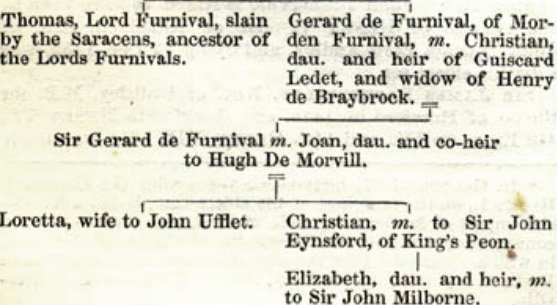 Thomas, Lord Furnival, slain
by the Saracens, ancestor of
the Lords Furnivals.
Gerard de Furnival, of Mor-
den Furnival, m. Christian,
dau. and heir of Guiscard
Ledet, and widow of Henry
de Braybrock.
Sir Gerard de Furnival m. Joan, dau. and co-heir
to Hugh De Morvill.
Loretta, wife to John Ufflet.
Christian, m. to Sir John
Eynsford, of King's Peon.
Elizabeth, dau. and heir, m.
to Sir John Milborne.